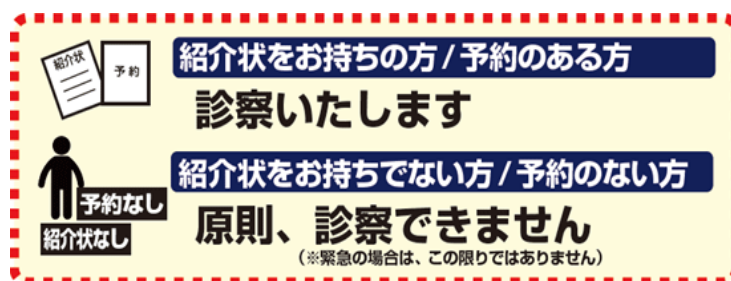 紹介状
予約
紹介状をお持ちの方/予約のある方
診察いたします
予約なし
紹介状なし
紹介状をお持ちでない方/予約のない方
原則、診察できません
(※緊急の場合は、この限りではありません)